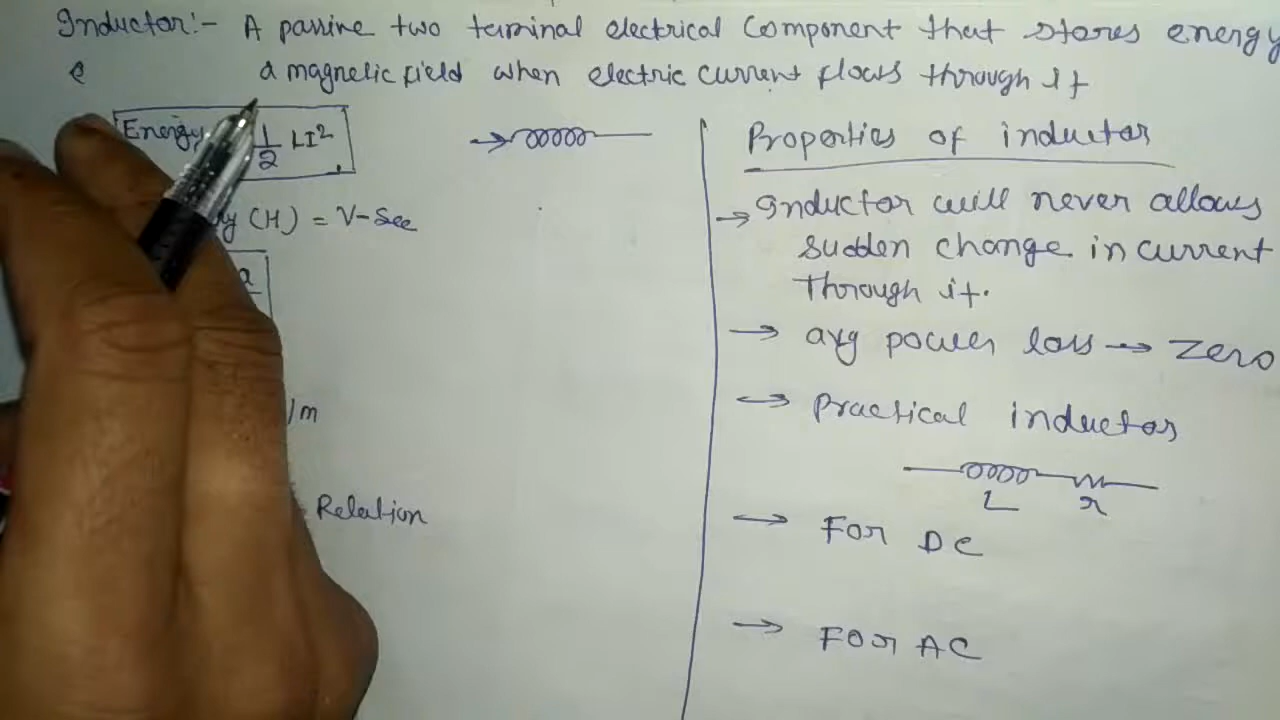 Inductor:- A passive two terminal electrical component that stores energy
a magnetic field when electric current flows through it
Energy 1/2 LI²
(H) = V-Sec
/m
Relation
Properties of inductor
→ Inductor will never allows
sudden change in current
through it.
→ avg power loss → Zero
→ Practical inductor
L r
→ For DC
→ For AC